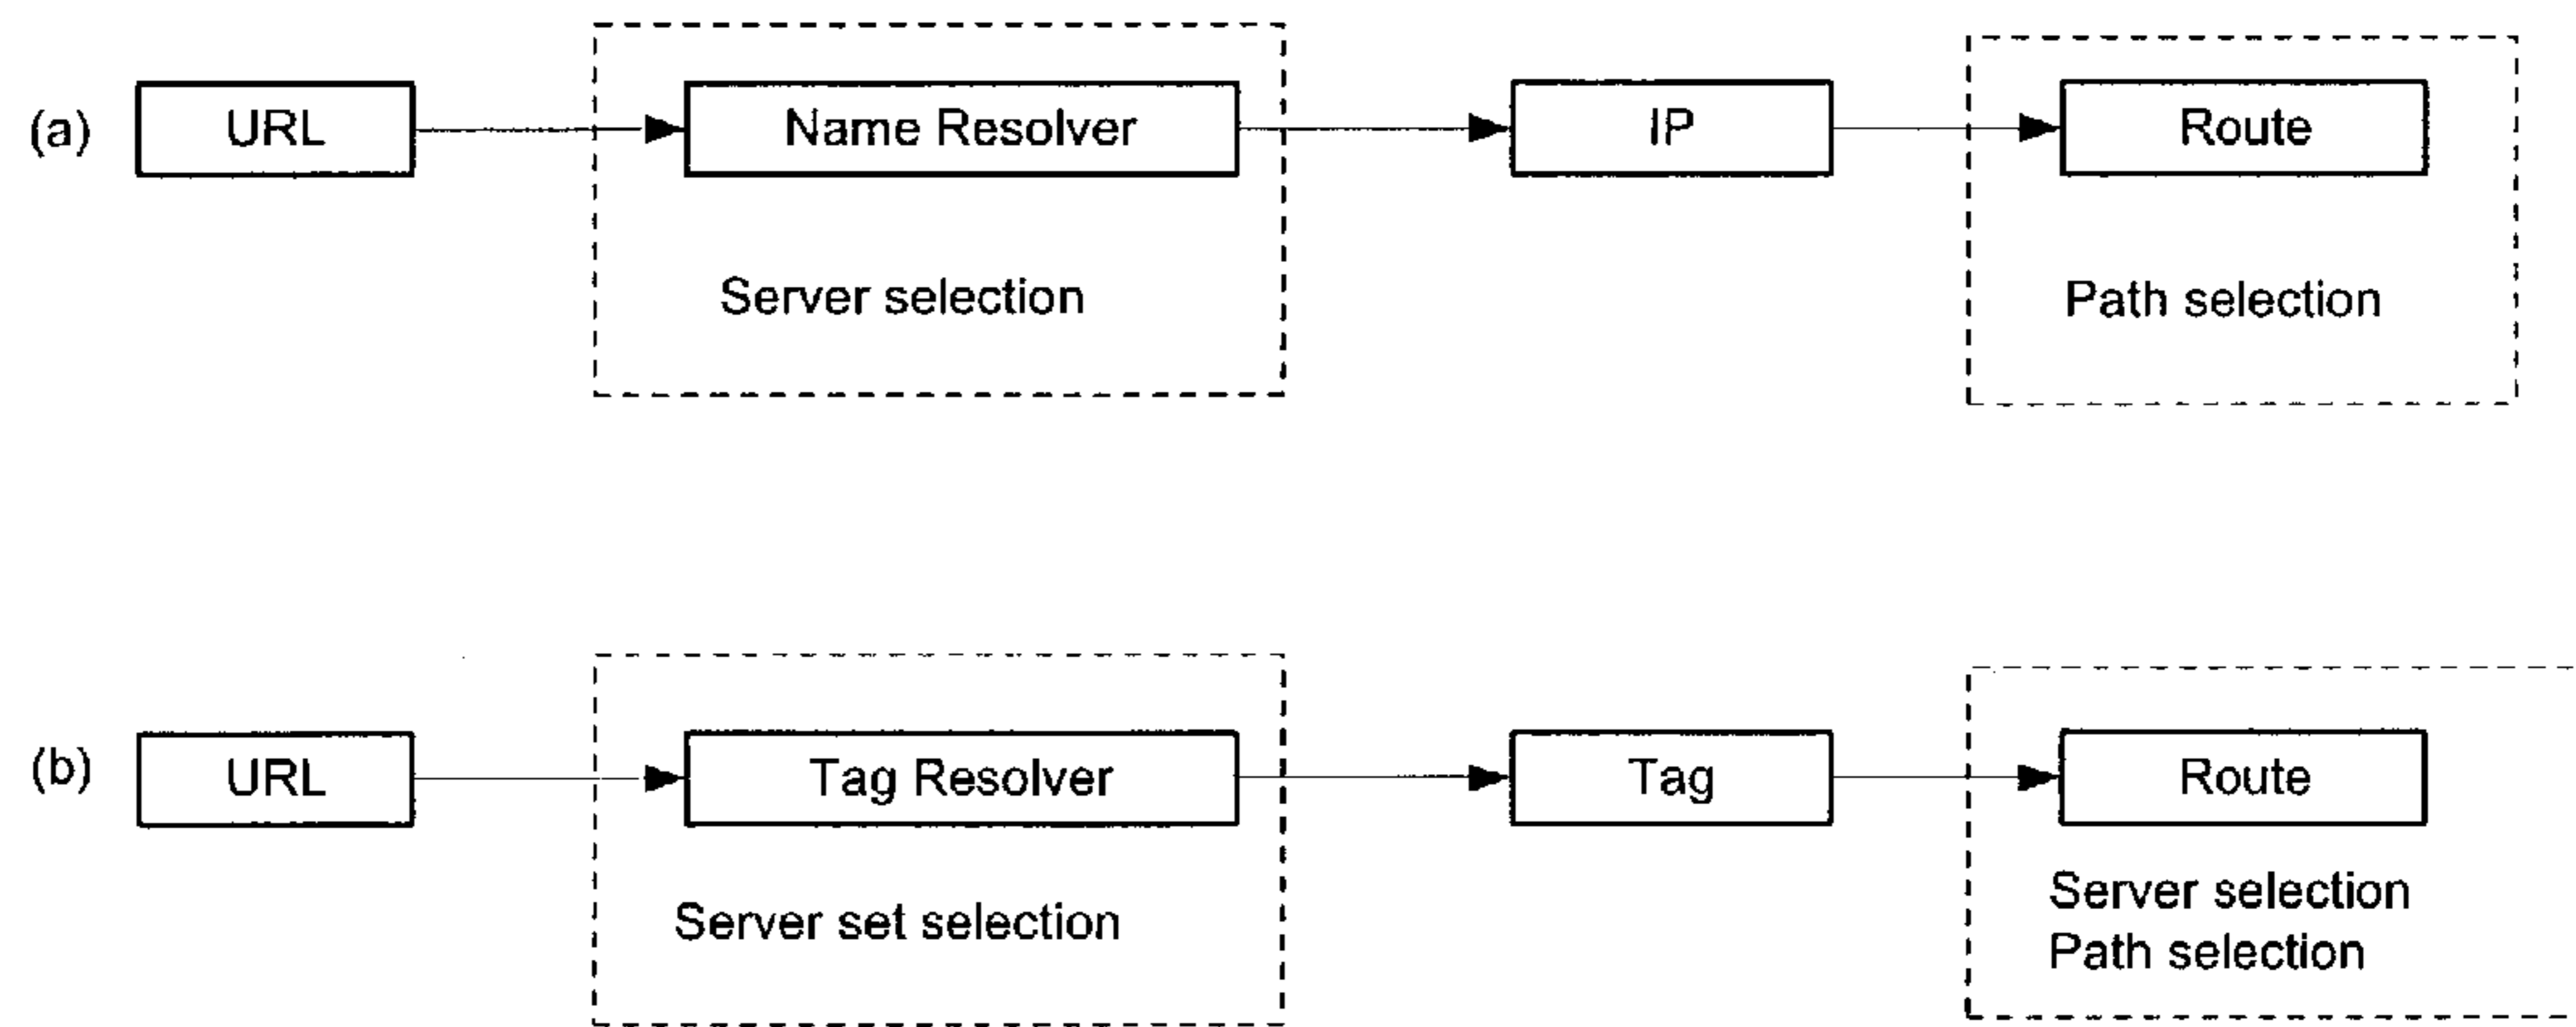 (a) URL Name Resolver IP Route
Server selection Path selection
(b) URL Tag Resolver Tag Route
Server set selection
Server selection
Path selection